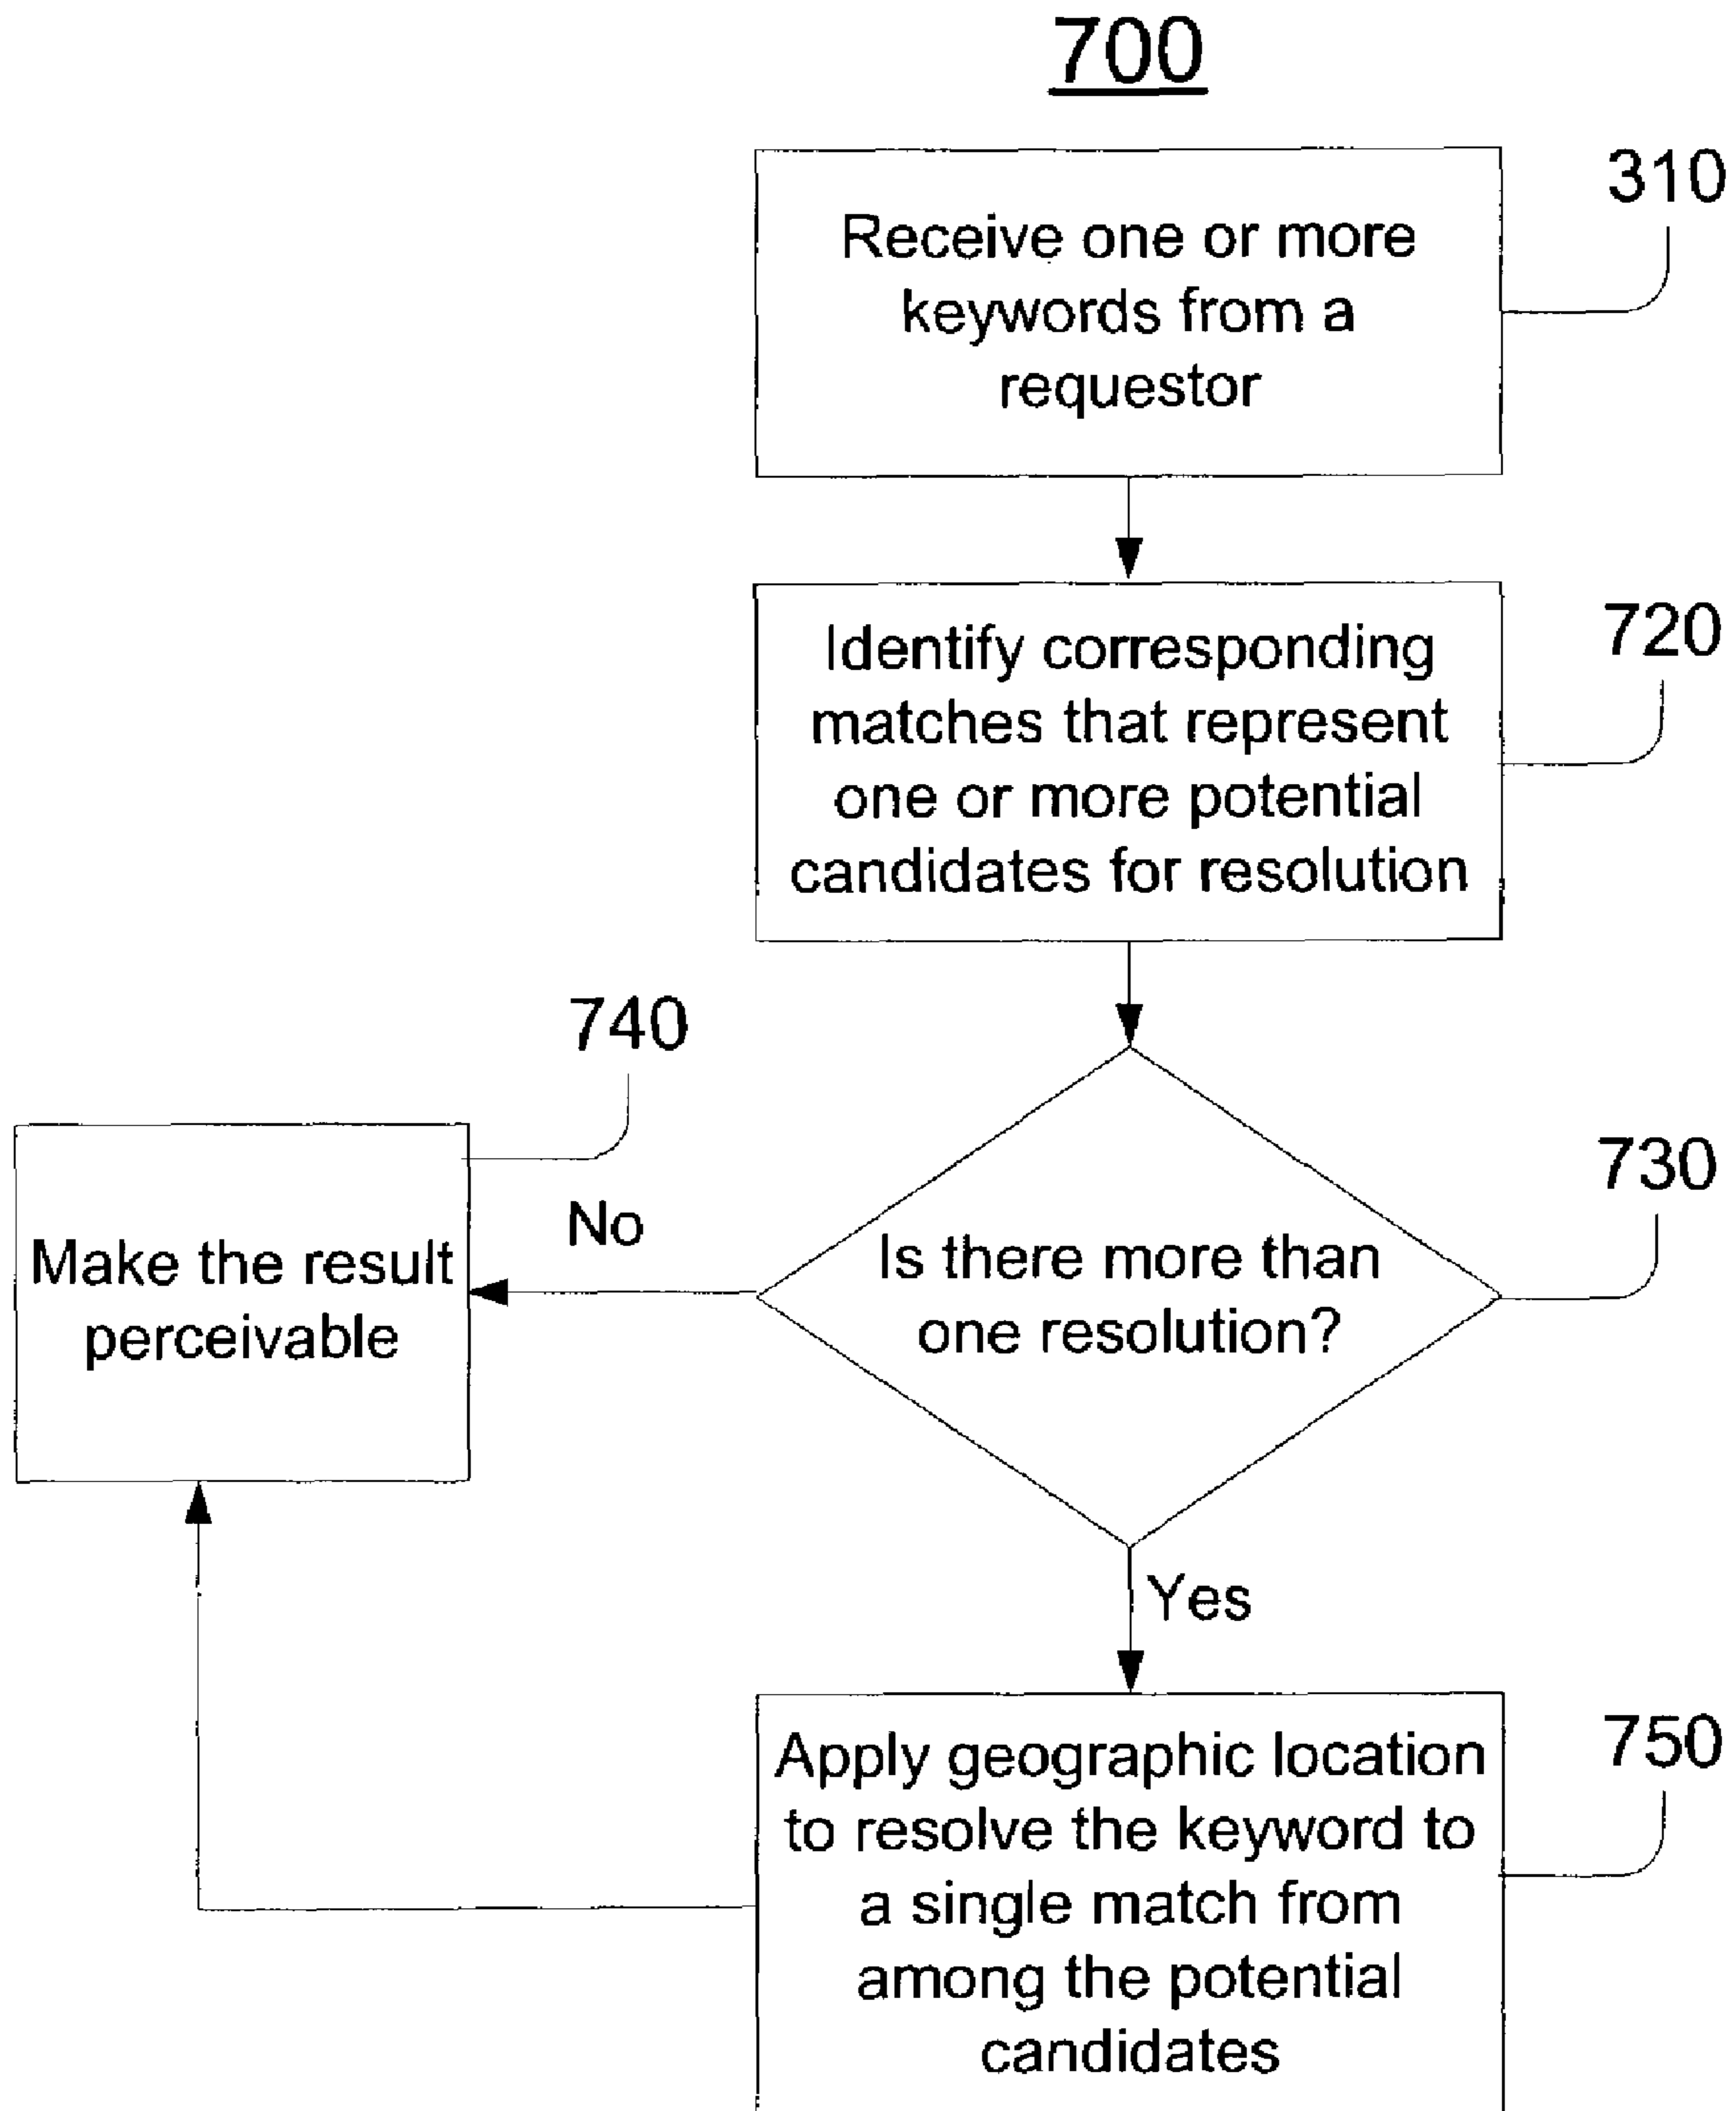 700
310
Receive one or more
keywords from a
requestor
720
Identify corresponding
matches that represent
one or more potential
candidates for resolution
740
730
No
Is there more than
one resolution?
Make the result
perceivable
Yes
750
Apply geographic location
to resolve the keyword to
a single match from
among the potential
candidates